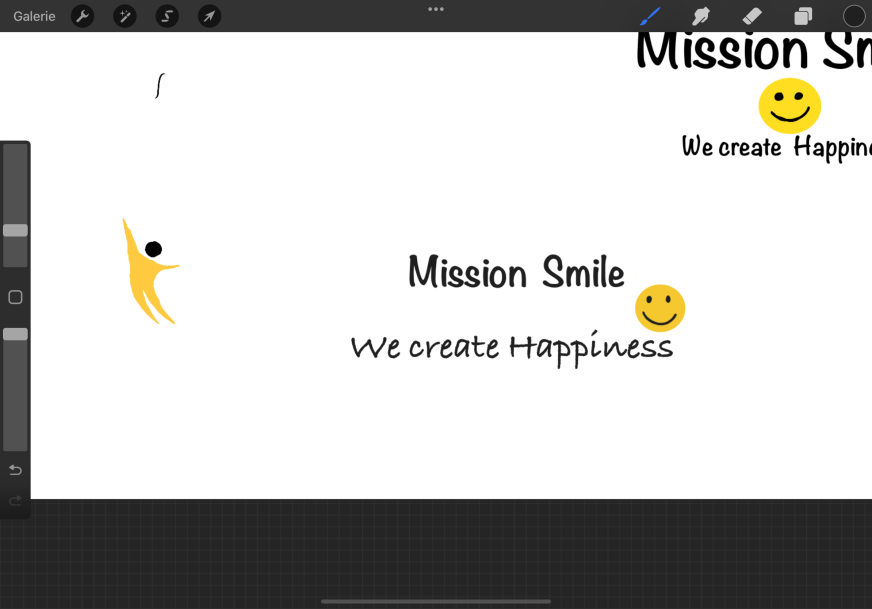 Galerie
Mission Sm
We create Happine
Mission Smile
We create Happiness